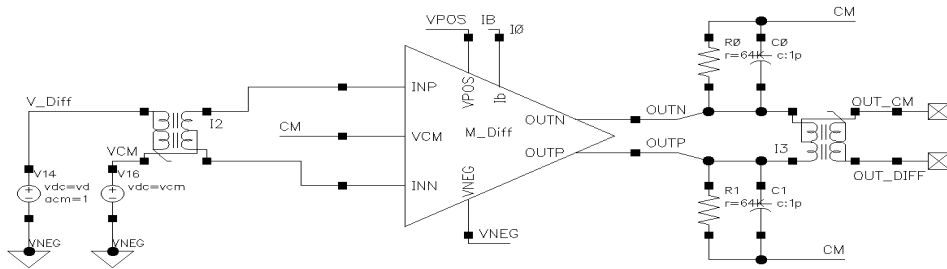 VPOS
IB
IØ
CM
RØ
r=64K
CØ
c:1p
V_Diff
I2
INP
VPOS
Ib
OUTN
OUTN
OUT_CM
CM
VCM
M_Diff
I3
VCM
OUTP
OUTP
OUT_DIFF
V14
vdc=vd
acm=1
V16
vdc=vcm
INN
VNEG
R1
r=64K
C1
c:1p
VNEG
VNEG
VNEG
CM